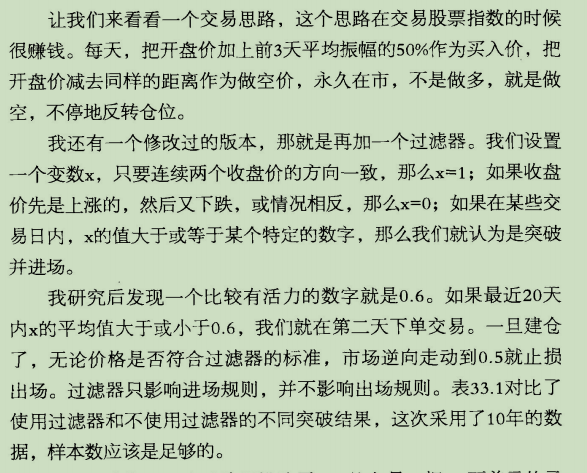 让我们来看看一个交易思路，这个思路在交易股票指数的时候
很赚钱。每天，把开盘价加上前3天平均振幅的50%作为买入价，把
开盘价减去同样的距离作为做空价，永久在市，不是做多，就是做
空，不停地反转仓位。
我还有一个修改过的版本，那就是再加一个过滤器。我们设置
一个变数x，只要连续两个收盘价的方向一致，那么x=1；如果收盘
价先是上涨的，然后又下跌，或情况相反，那么x=0；如果在某些交
易日内，x的值大于或等于某个特定的数字，那么我们就认为是突破
并进场。
我研究后发现一个比较有活力的数字就是0.6。如果最近20天
内x的平均值大于或小于0.6，我们就在第二天下单交易。一旦建仓
了，无论价格是否符合过滤器的标准，市场逆向走动到0.5就止损
出场。过滤器只影响进场规则，并不影响出场规则。表33.1对比了
使用过滤器和不使用过滤器的不同突破结果，这次采用了10年的数
据，样本数应该是足够的。